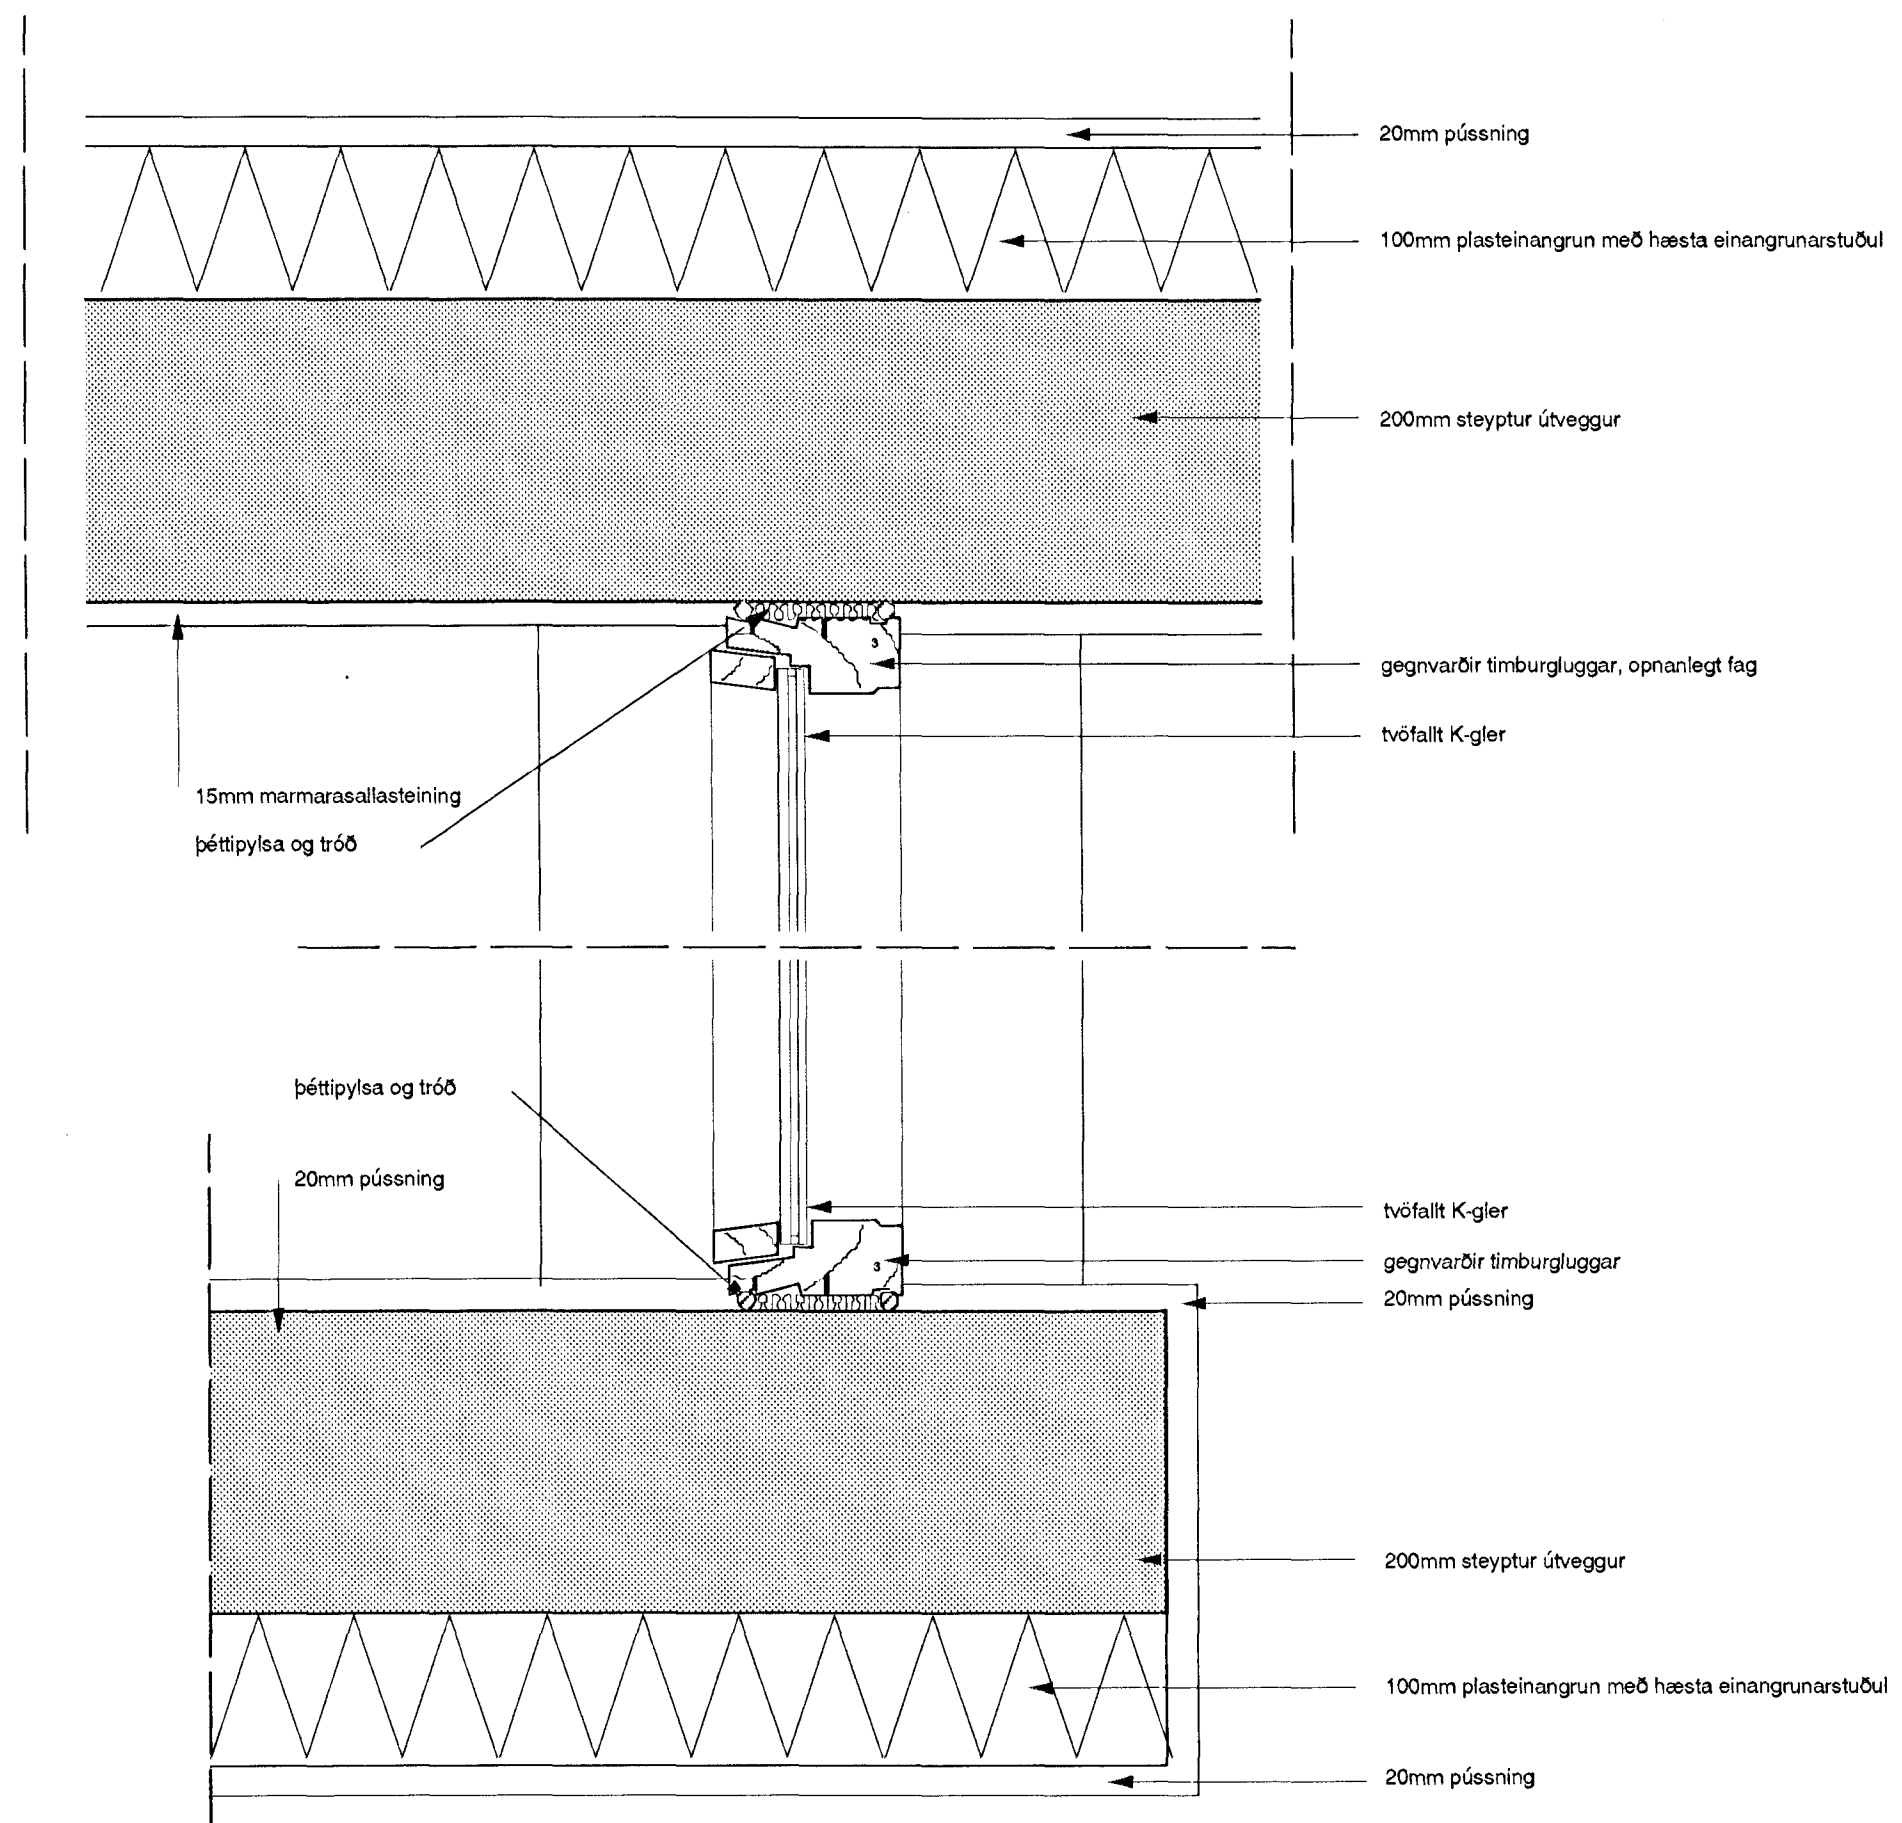 20mm pússning
100mm plasteinangrun með hæsta einangrunarstuðul
200mm steyptur útveggur
3
gegnvarðir timburgluggar, opnanlegt fag
tvöfallt K-gler
15mm marmarasallasteining
þéttipylsa og tróð
þéttipylsa og tróð
20mm pússning
tvöfallt K-gler
3
gegnvarðir timburgluggar
20mm pússning
200mm steyptur útveggur
100mm plasteinangrun með hæsta einangrunarstuðul
20mm pússning